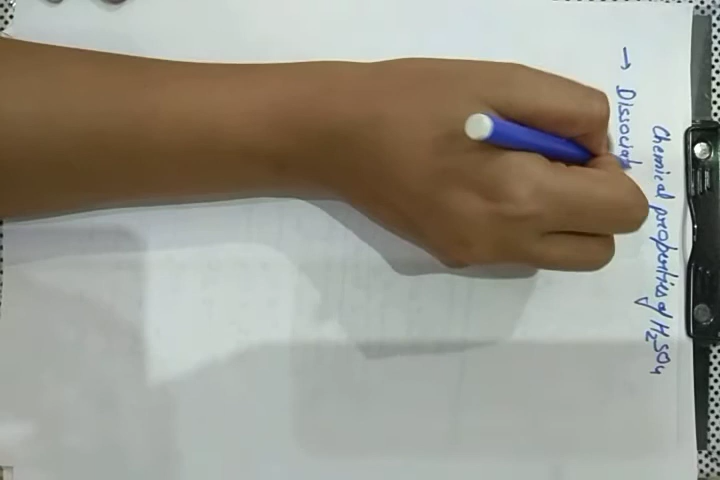 Chemical properties of H₂SO₄
→ Dissociat